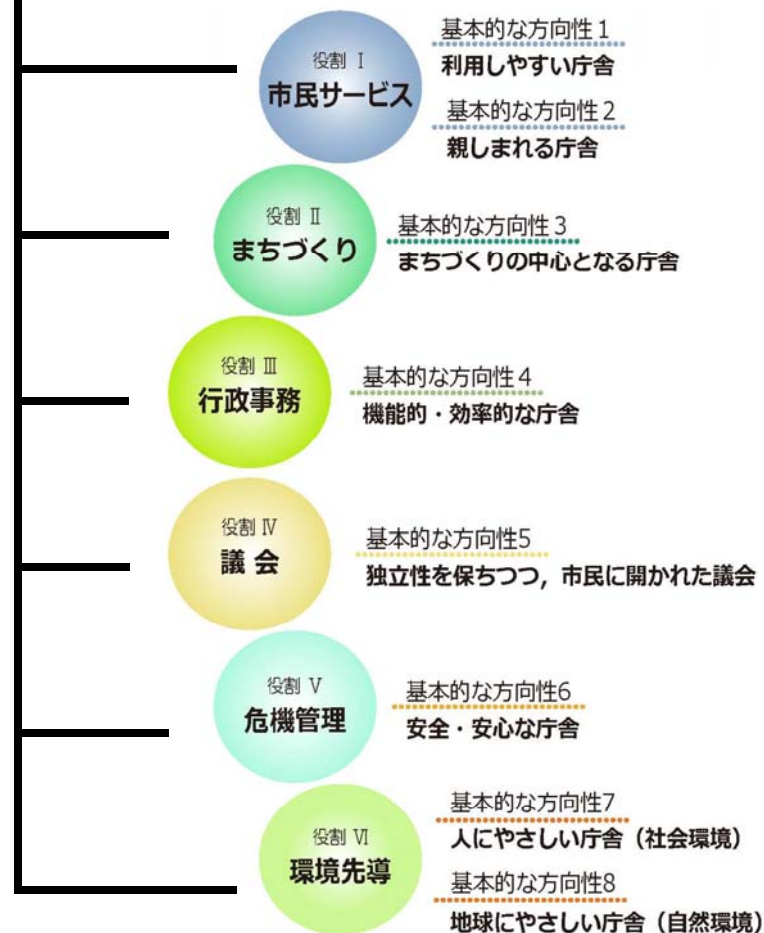 役割 Ⅰ
市民サービス
基本的な方向性1
利用しやすい庁舎
基本的な方向性2
親しまれる庁舎
役割 Ⅱ
まちづくり
基本的な方向性3
まちづくりの中心となる庁舎
役割 Ⅲ
行政事務
基本的な方向性4
機能的・効率的な庁舎
役割 Ⅳ
議 会
基本的な方向性5
独立性を保ちつつ，市民に開かれた議会
役割 Ⅴ
危機管理
基本的な方向性6
安全・安心な庁舎
役割 Ⅵ
環境先導
基本的な方向性7
人にやさしい庁舎（社会環境）
基本的な方向性8
地球にやさしい庁舎（自然環境）